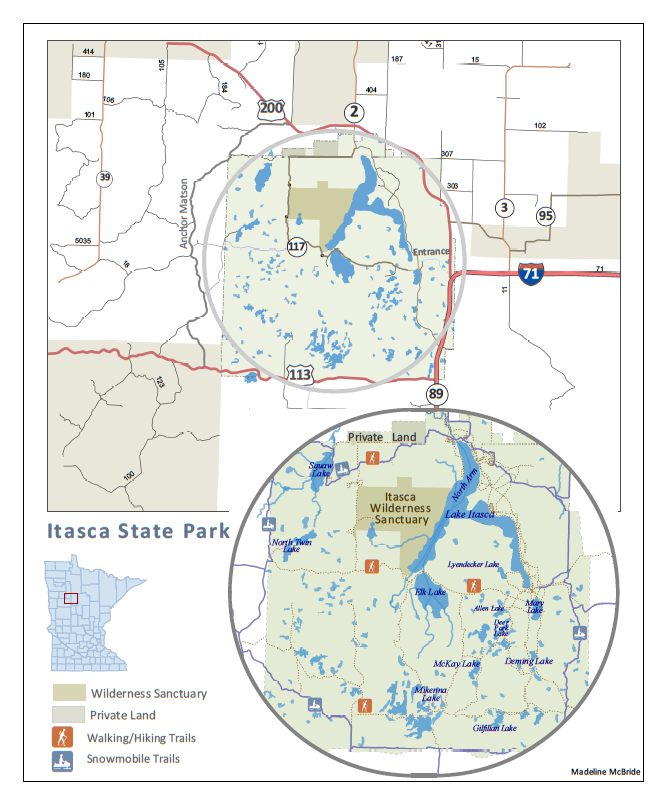 414
105
187
15
31
180
184
404
106
200
2
101
102
307
303
39
3
95
Anchor Matson
5035
117
Entrance
18
71
71
11
113
123
89
100
Private Land
Squaw
Lake
North Arm
Itasca
Wilderness
Sanctuary
Lake Itasca
Itasca State Park
North Twin
Lake
Lyendecker Lake
Elk Lake
Allen Lake
Mary
Lake
Deer
Park
Lake
McKay Lake
Deming Lake
Mikenna
Lake
Gilfillan Lake
Wilderness Sanctuary
Private Land
Walking/Hiking Trails
Snowmobile Trails
Madeline McBride